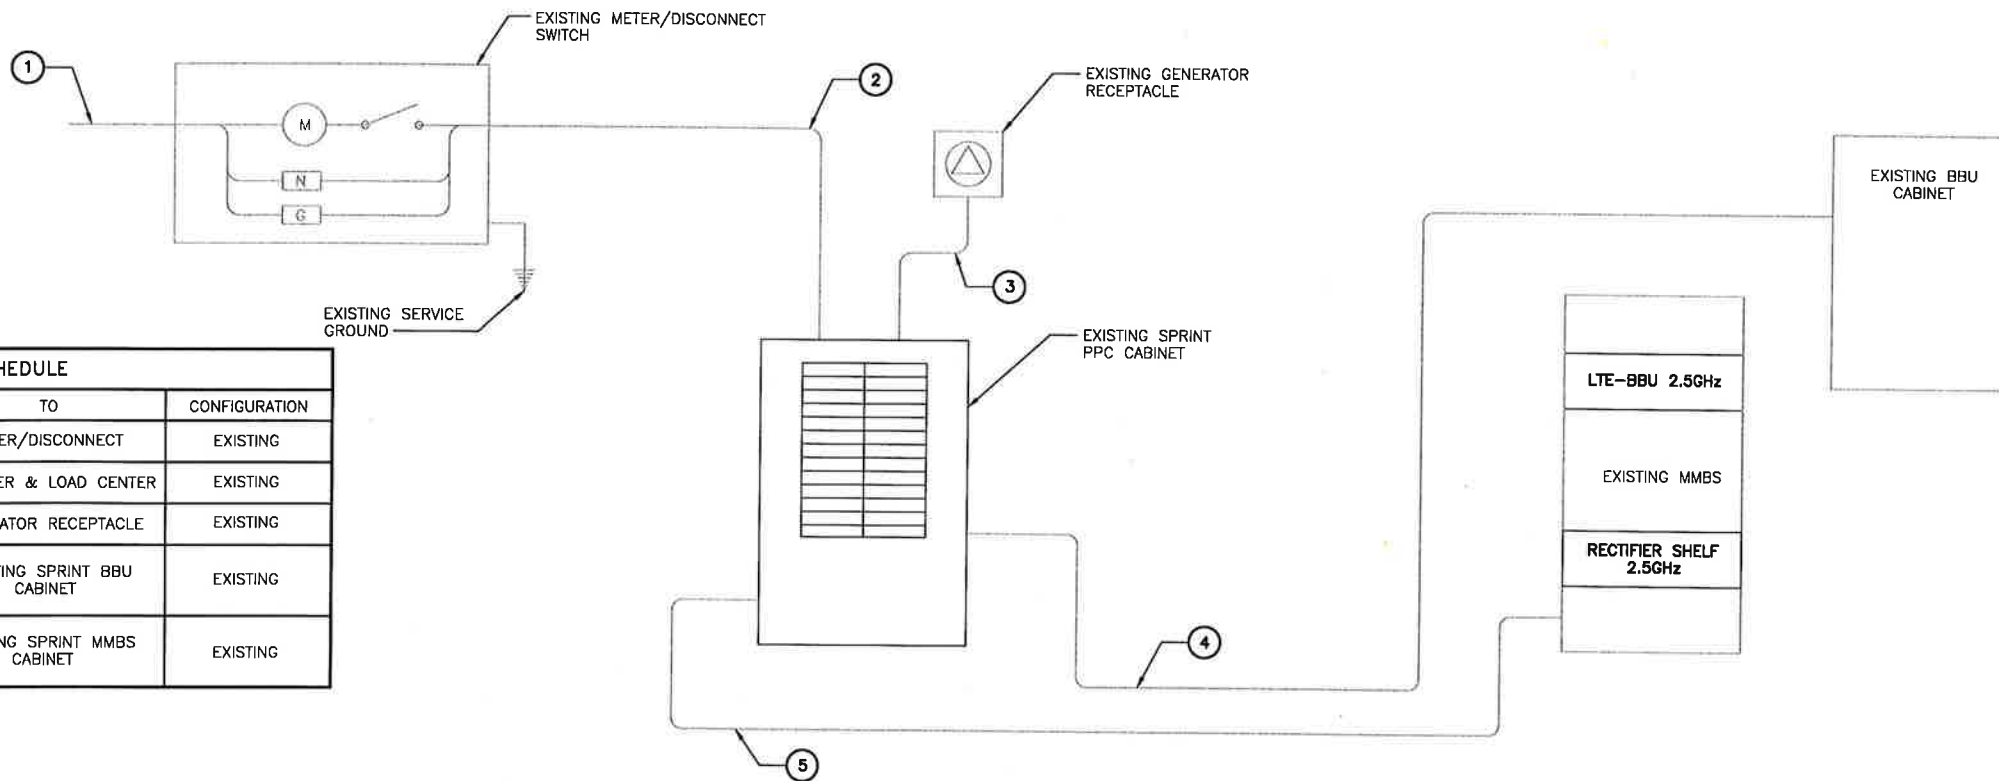 EXISTING METER/DISCONNECT
SWITCH
1
2
EXISTING GENERATOR
RECEPTACLE
M
N
G
EXISTING BBU
CABINET
3
EXISTING SERVICE
GROUND
EXISTING SPRINT
PPC CABINET
HEDULE
TO
CONFIGURATION
ER/DISCONNECT
EXISTING
ER & LOAD CENTER
EXISTING
ATOR RECEPTACLE
EXISTING
TING SPRINT BBU
CABINET
EXISTING
NG SPRINT MMBS
CABINET
EXISTING
LTE-BBU 2.5GHz
EXISTING MMBS
RECTIFIER SHELF
2.5GHz
4
5